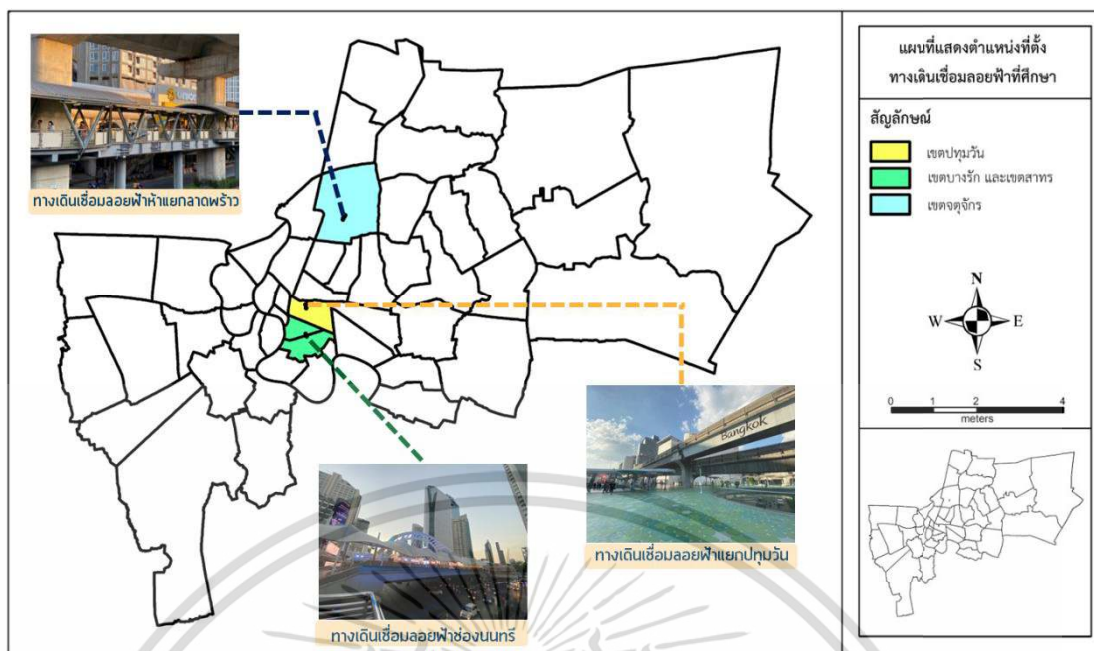 แผนที่แสดงตำแหน่งที่ตั้ง
ทางเดินเชื่อมลอยฟ้าที่ศึกษา
สัญลักษณ์
เขตปทุมวัน
เขตบางรัก และเขตสาทร
เขตจตุจักร
N
W
E
S
0 1 2 4
meters
ทางเดินเชื่อมลอยฟ้าห้าแยกลาดพร้าว
Bangkok
ทางเดินเชื่อมลอยฟ้าแยกปทุมวัน
ทางเดินเชื่อมลอยฟ้าช่องนนทรี